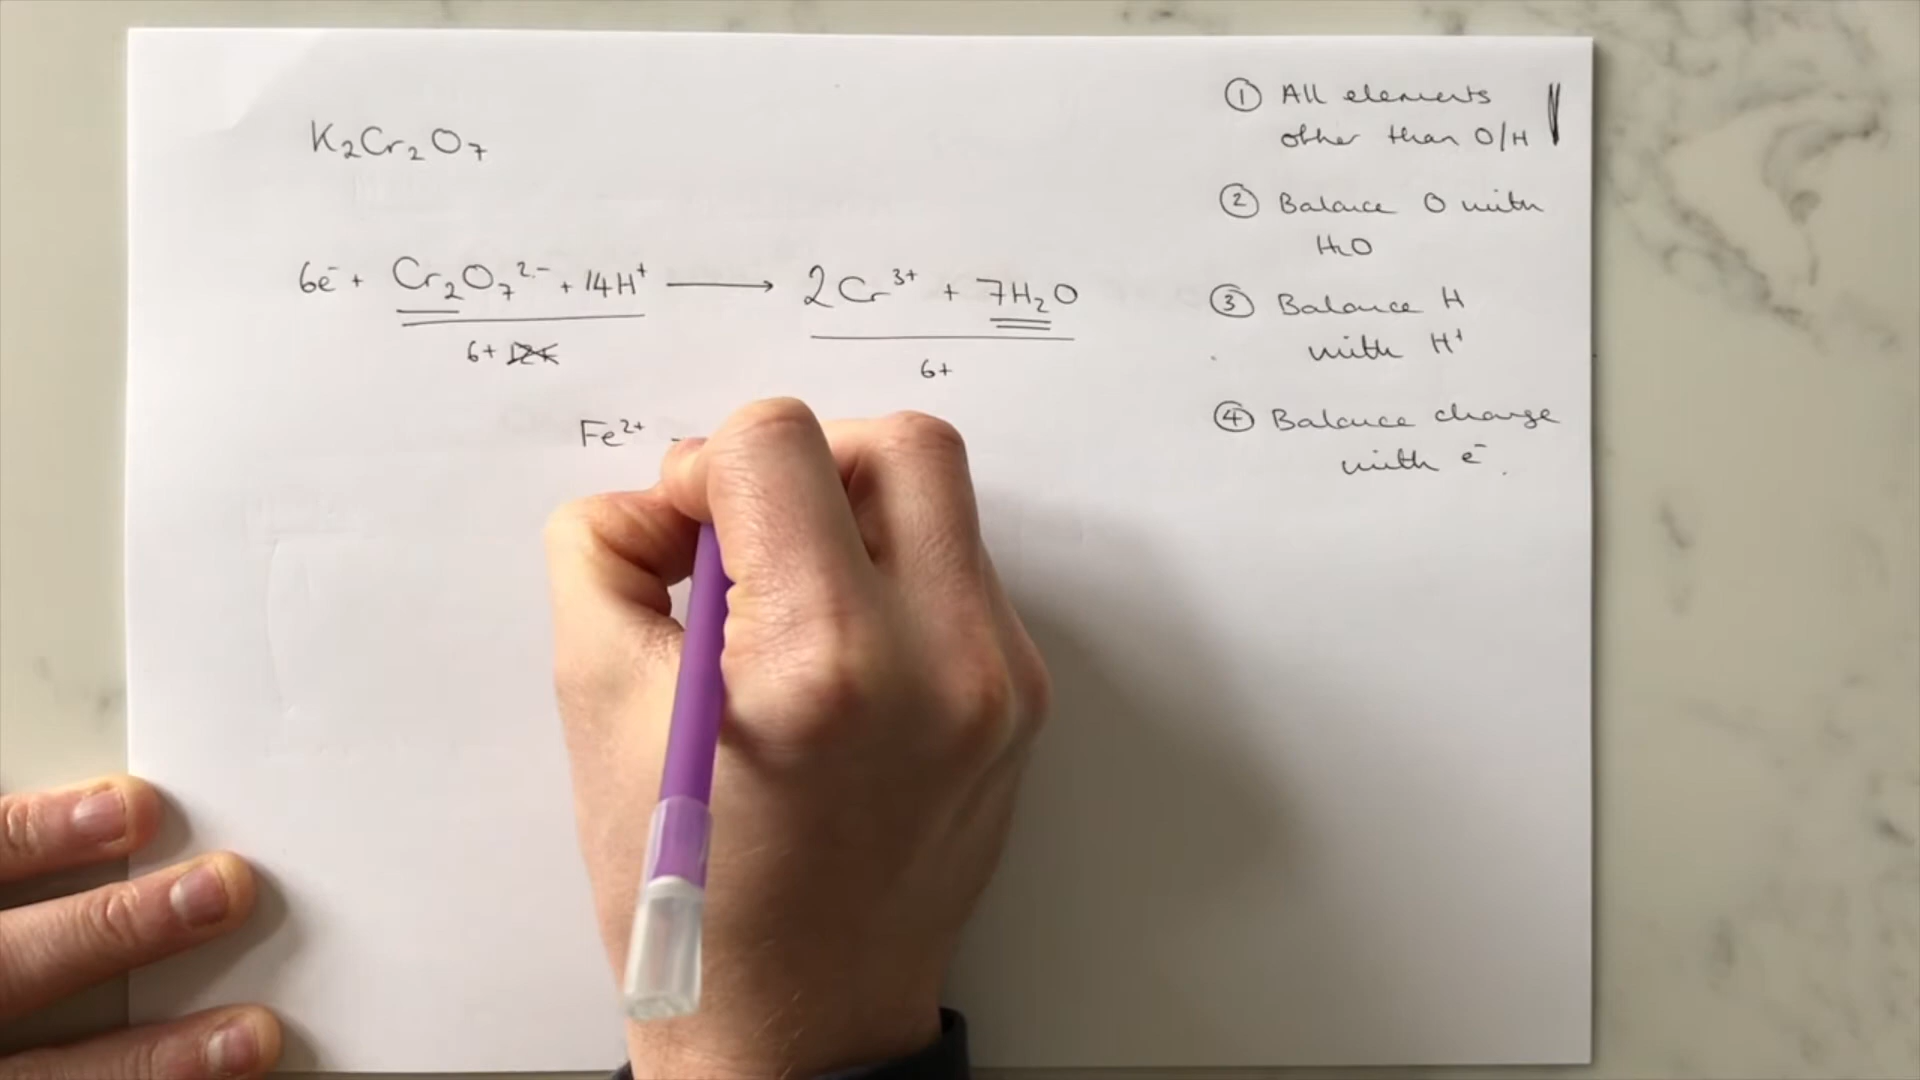 K₂Cr₂O₇
6e⁻ + Cr₂O₇²⁻ + 14H⁺ ⟶ 2Cr³⁺ + 7H₂O
6+ 12+
6+
Fe²⁺ -
① All elements
other than O/H
② Balance O with
H₂O
③ Balance H
with H⁺
④ Balance charge
with e⁻.